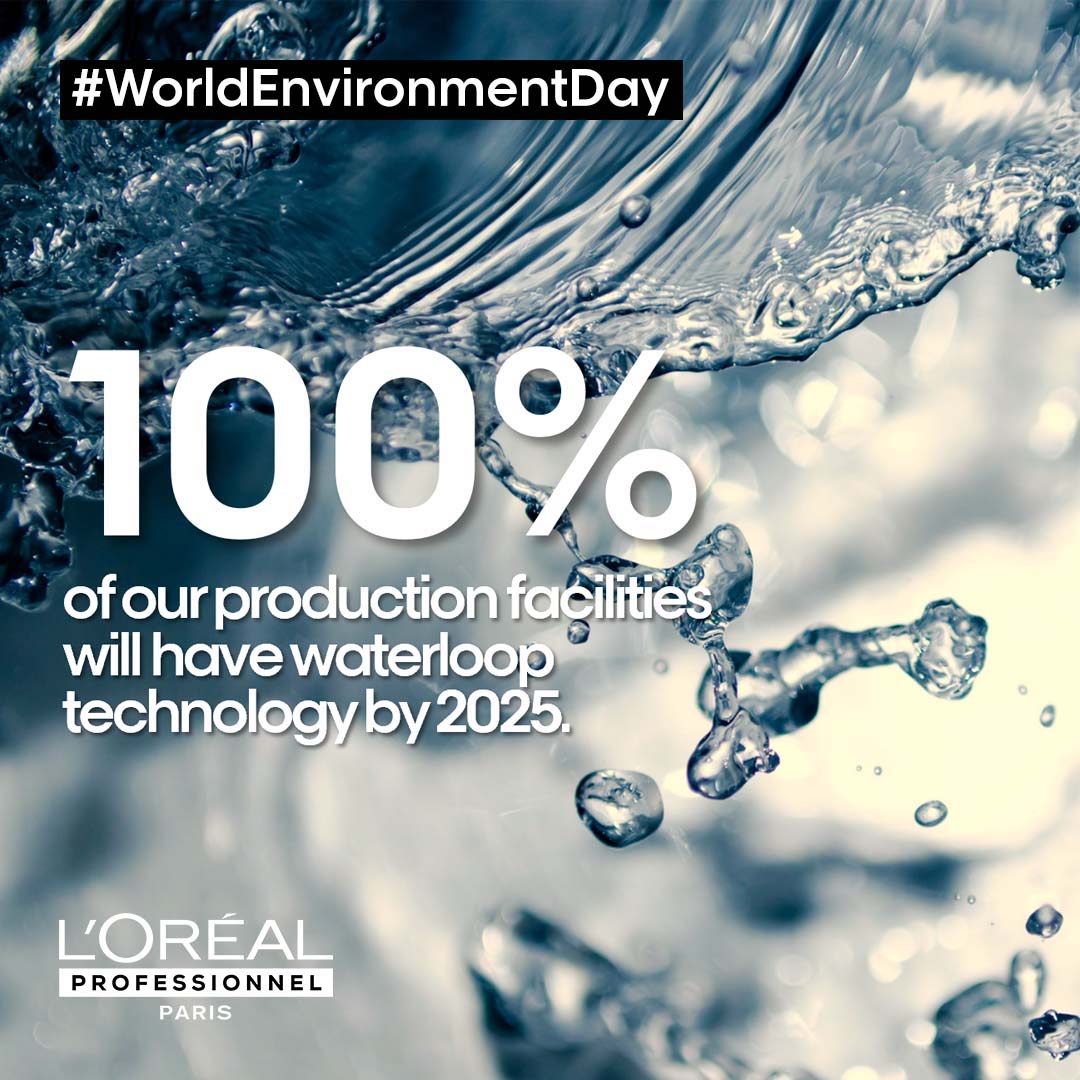 #WorldEnvironmentDay
100%
of our production facilities
will have waterloop
technology by 2025.
L'ORÉAL
PROFESSIONNEL
PARIS